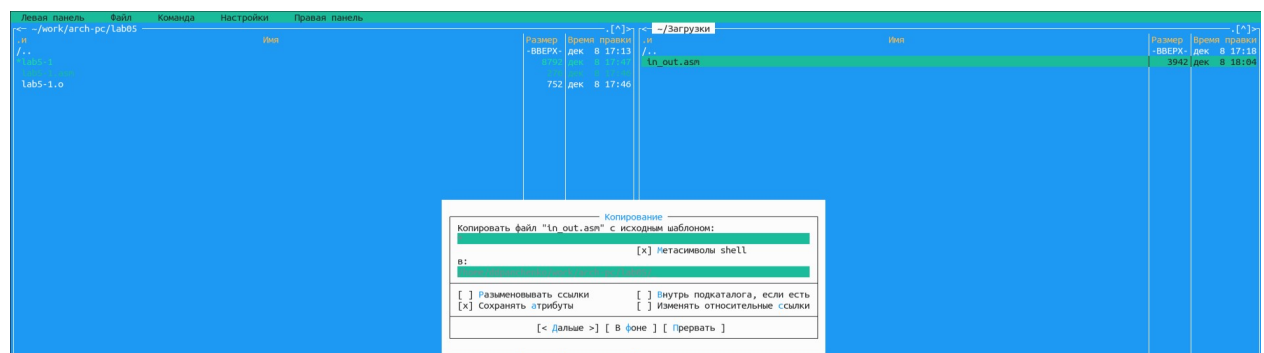 Левая панель Файл Команда Настройки Правая панель
<- ~/work/arch-pc/lab05 .[^]> <- ~/Загрузки .[^]>
.и Имя Размер Время правки .и Имя Размер Время правки
/.. -ВВЕРХ- дек 8 17:13 /.. -ВВЕРХ- дек 8 17:18
*lab5-1 8792 дек 8 17:47 in_out.asm 3942 дек 8 18:04
lab5-1.o 752 дек 8 17:46
Копирование
Копировать файл "in_out.asm" с исходным шаблоном:
[x] Метасимволы shell
в:
[ ] Разыменовывать ссылки [ ] Внутрь подкаталога, если есть
[x] Сохранять атрибуты [ ] Изменять относительные ссылки
[< Дальше >] [ В фоне ] [ Прервать ]